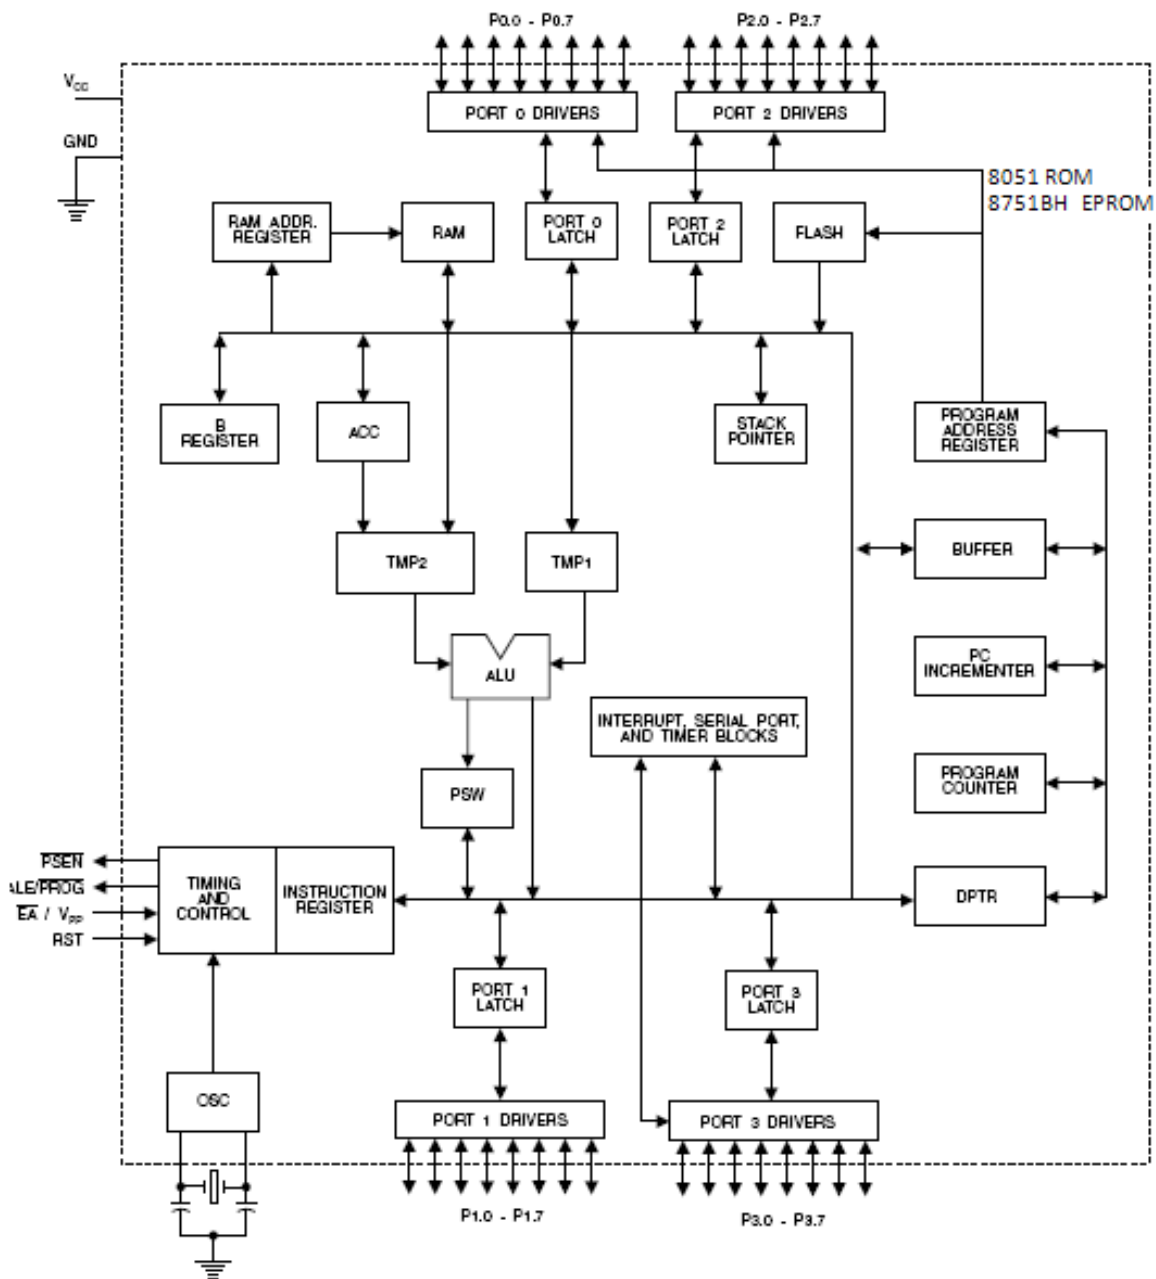 P0.0 - P0.7
P2.0 - P2.7
VCC
PORT 0 DRIVERS
PORT 2 DRIVERS
GND
8051 ROM
8751BH EPROM
RAM ADDR.
REGISTER
RAM
PORT 0
LATCH
PORT 2
LATCH
FLASH
B
REGISTER
ACC
STACK
POINTER
PROGRAM
ADDRESS
REGISTER
TMP2
TMP1
BUFFER
ALU
PC
INCREMENTER
INTERRUPT, SERIAL PORT,
AND TIMER BLOCKS
PROGRAM
COUNTER
PSW
PSEN
ALE/PROG
EA / VPP
RST
TIMING
AND
CONTROL
INSTRUCTION
REGISTER
DPTR
PORT 1
LATCH
PORT 3
LATCH
OSC
PORT 1 DRIVERS
PORT 3 DRIVERS
P1.0 - P1.7
P3.0 - P3.7